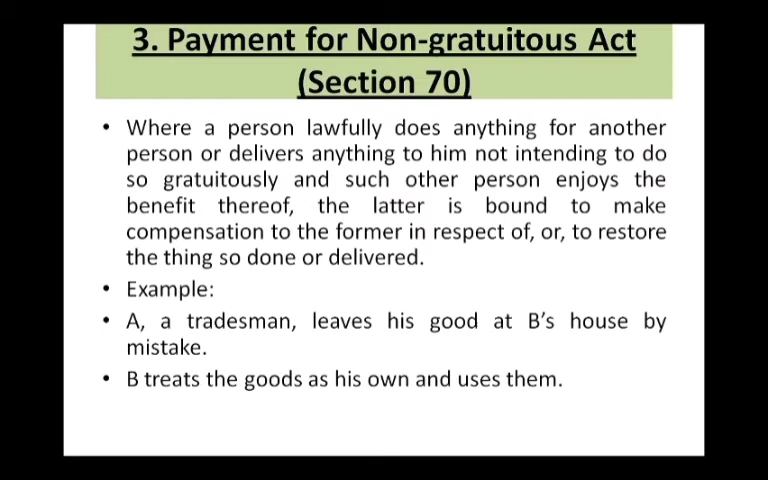 3. Payment for Non-gratuitous Act
(Section 70)
• Where a person lawfully does anything for another
person or delivers anything to him not intending to do
so gratuitously and such other person enjoys the
benefit thereof, the latter is bound to make
compensation to the former in respect of, or, to restore
the thing so done or delivered.
• Example:
• A, a tradesman, leaves his good at B’s house by
mistake.
• B treats the goods as his own and uses them.